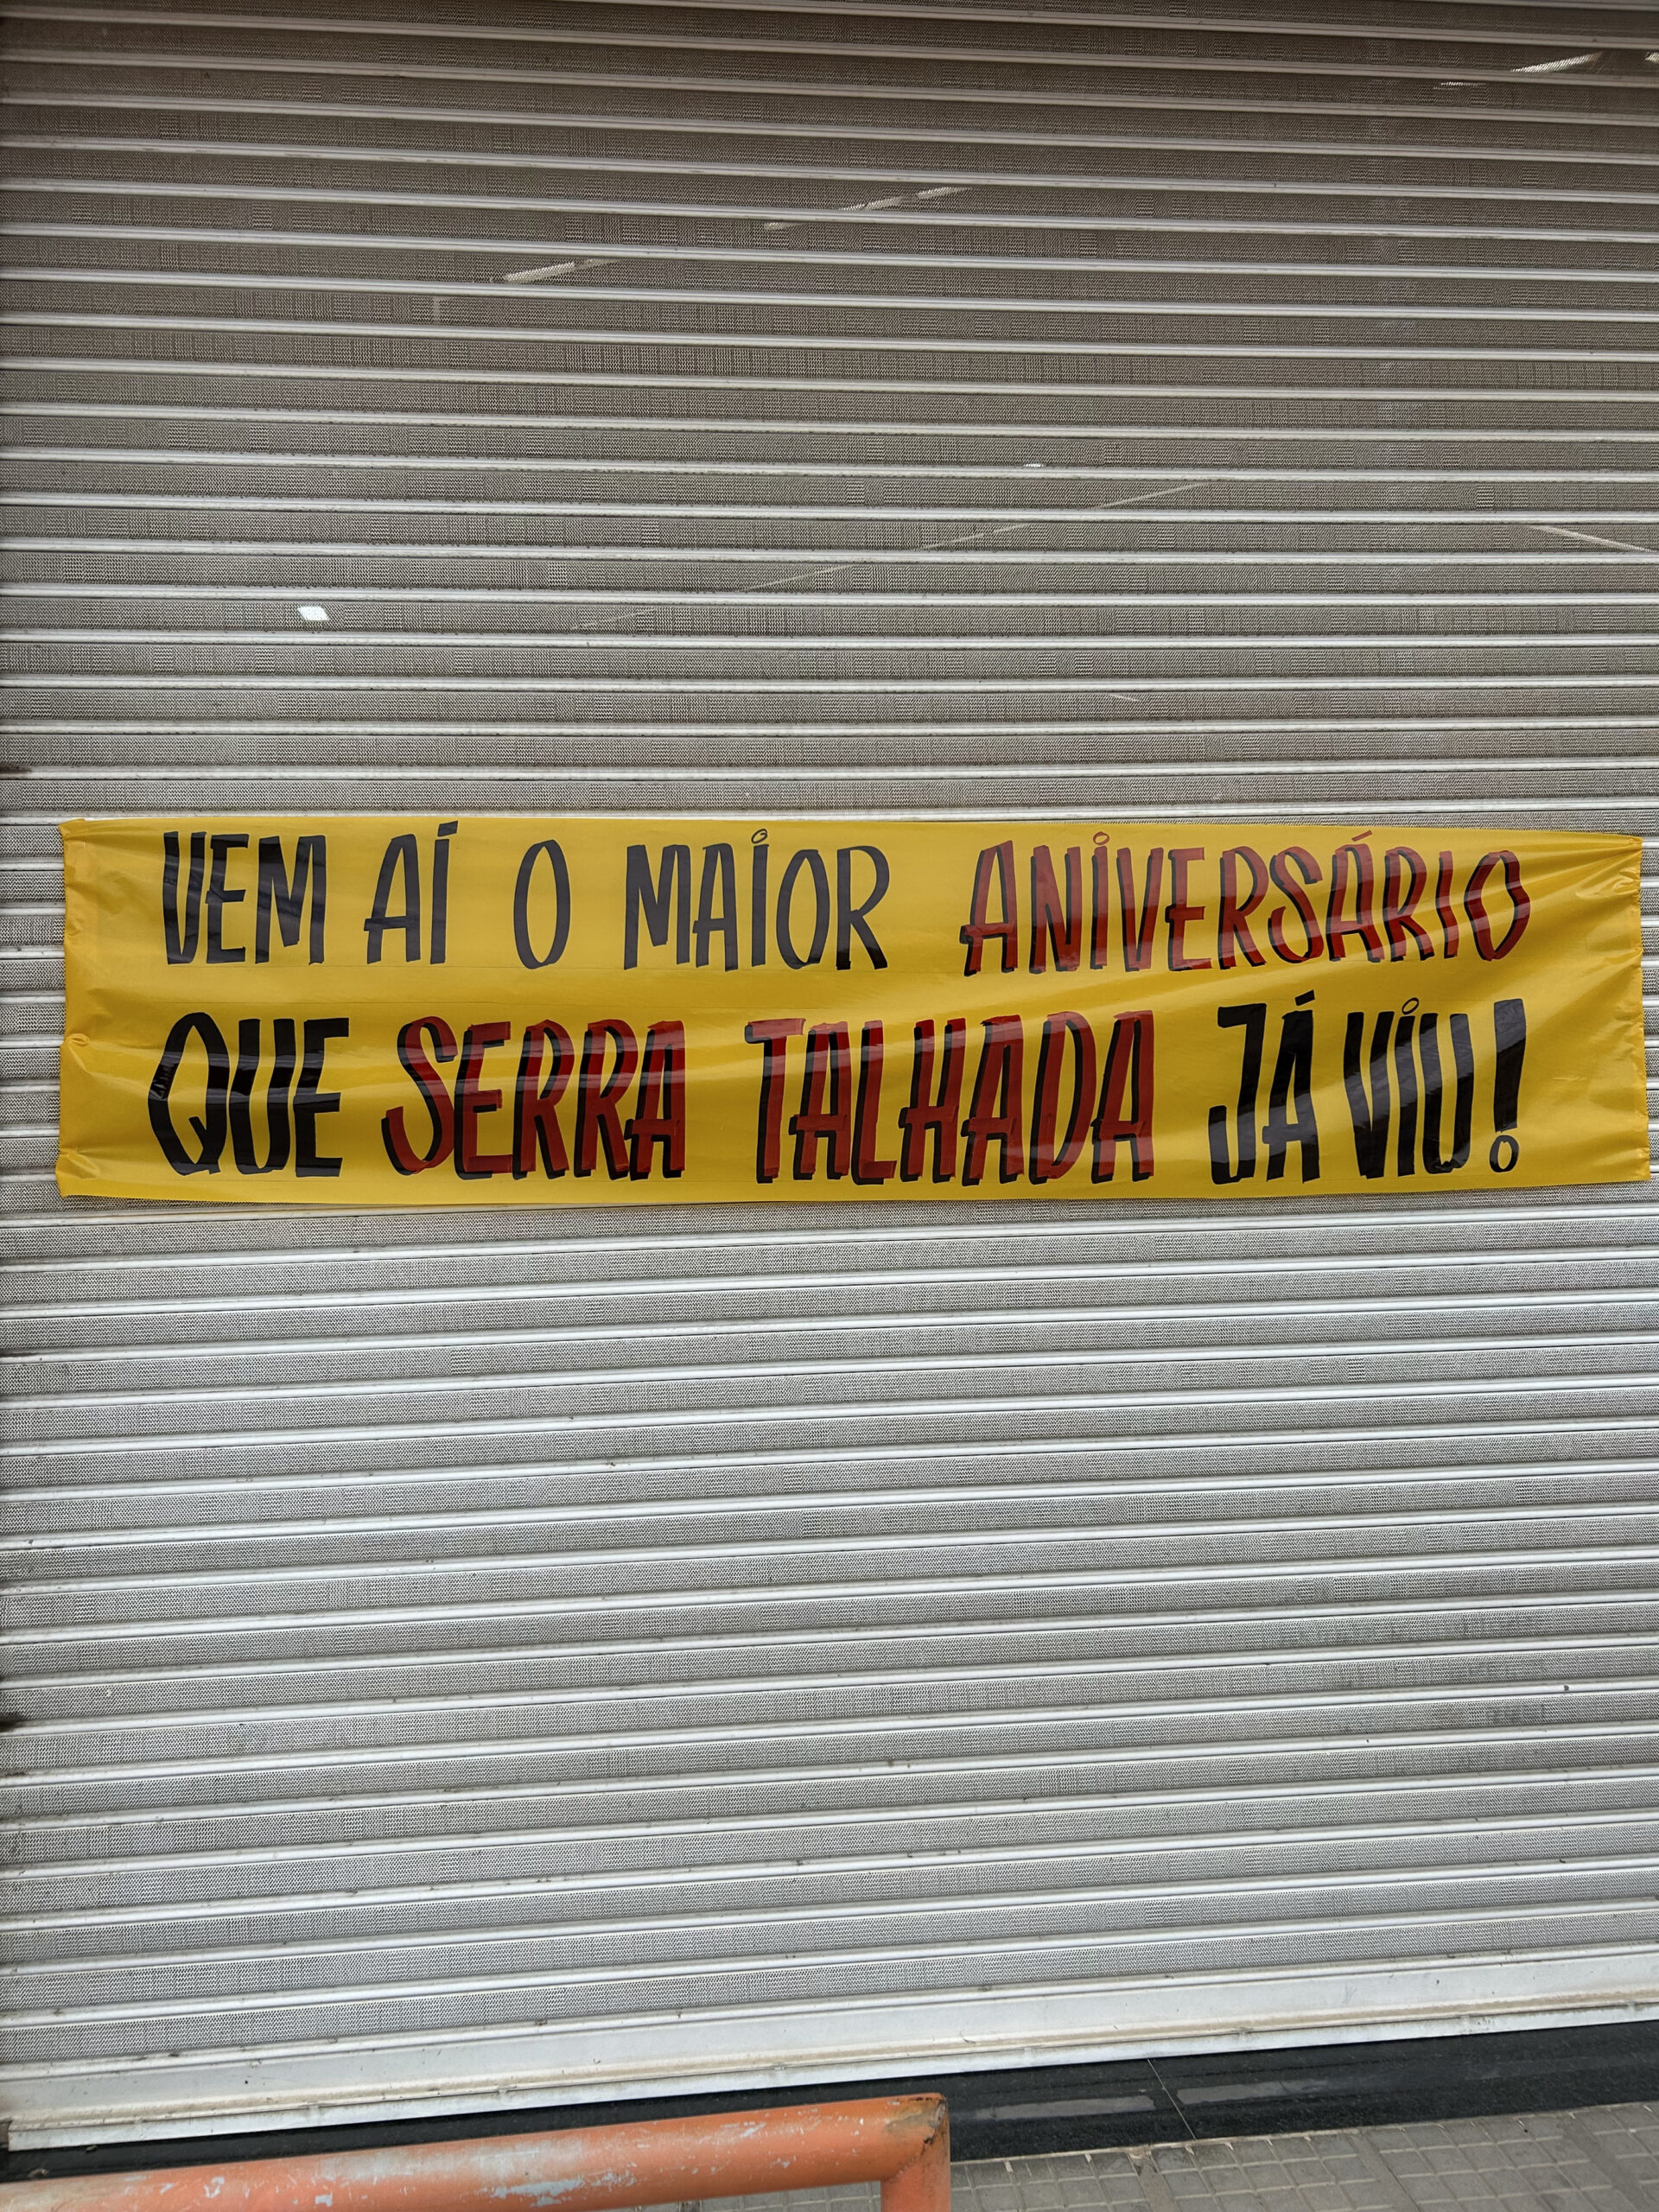 VEM AÍ O MAIOR ANIVERSÁRIO
QUE SERRA TALHADA JÁ VIU!